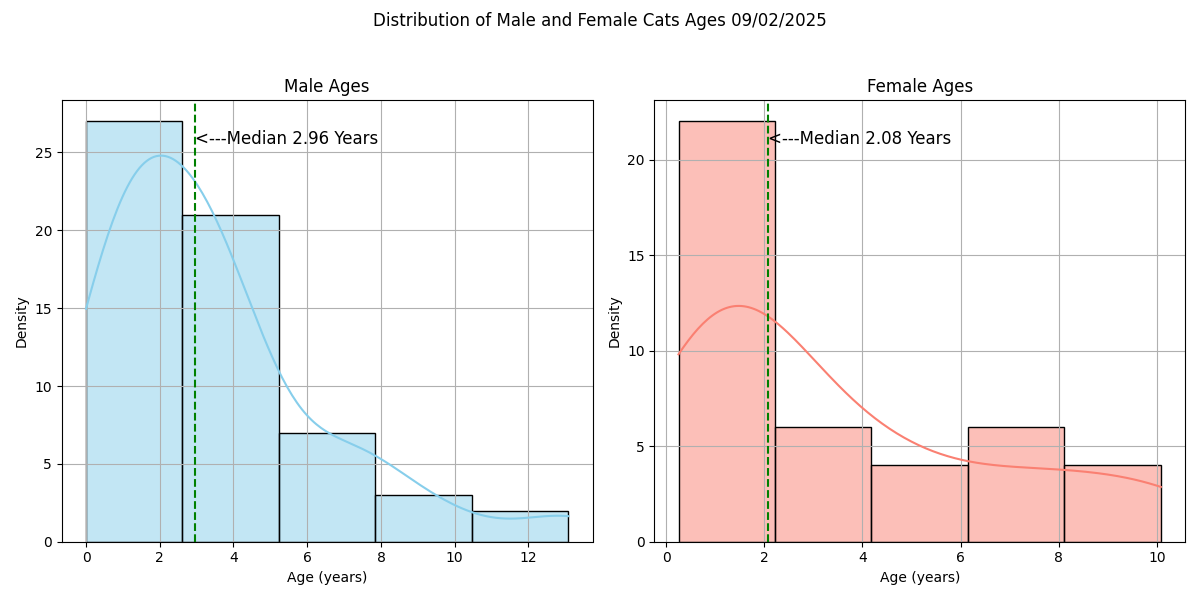 Distribution of Male and Female Cats Ages 09/02/2025
Male Ages
<---Median 2.96 Years
Density
25
20
15
10
5
0
0 2 4 6 8 10 12
Age (years)
Female Ages
<---Median 2.08 Years
Density
20
15
10
5
0
0 2 4 6 8 10
Age (years)